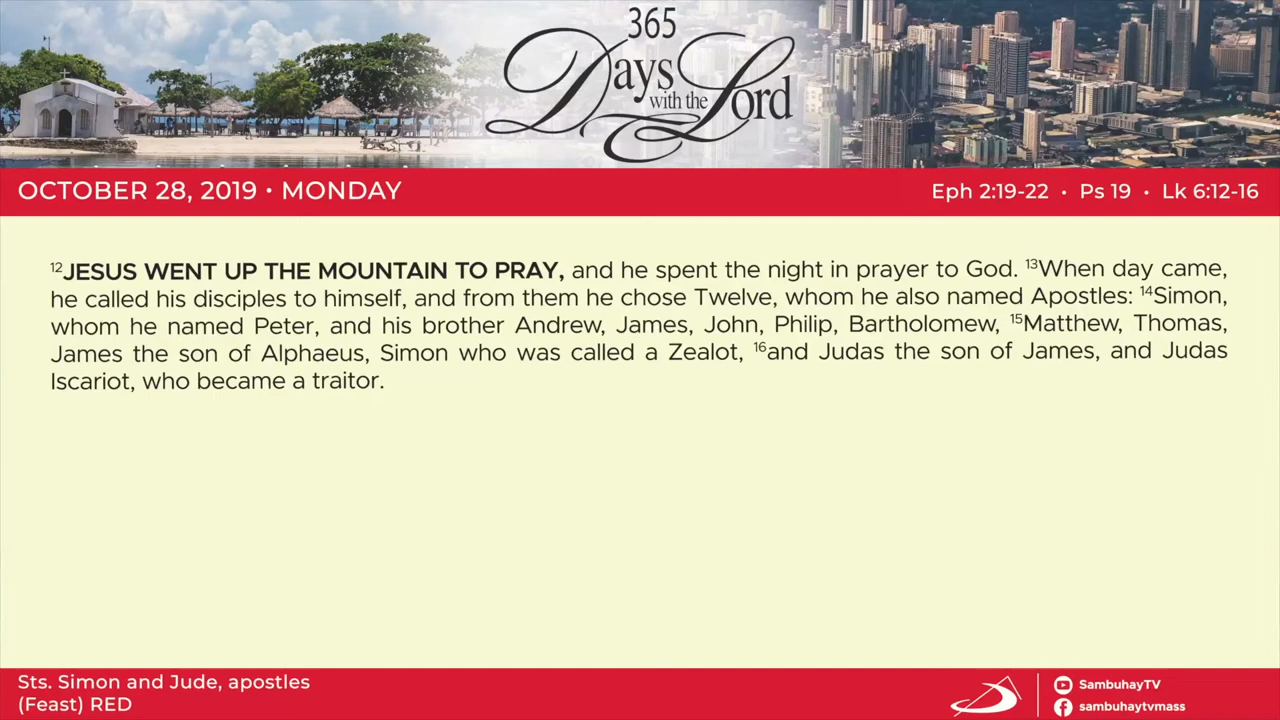 365
Days
with the
Lord
OCTOBER 28, 2019 • MONDAY
Eph 2:19-22 • Ps 19 • Lk 6:12-16
¹²JESUS WENT UP THE MOUNTAIN TO PRAY, and he spent the night in prayer to God. ¹³When day came,
he called his disciples to himself, and from them he chose Twelve, whom he also named Apostles: ¹⁴Simon,
whom he named Peter, and his brother Andrew, James, John, Philip, Bartholomew, ¹⁵Matthew, Thomas,
James the son of Alphaeus, Simon who was called a Zealot, ¹⁶and Judas the son of James, and Judas
Iscariot, who became a traitor.
Sts. Simon and Jude, apostles
(Feast) RED
SambuhayTV
sambuhaytvmass